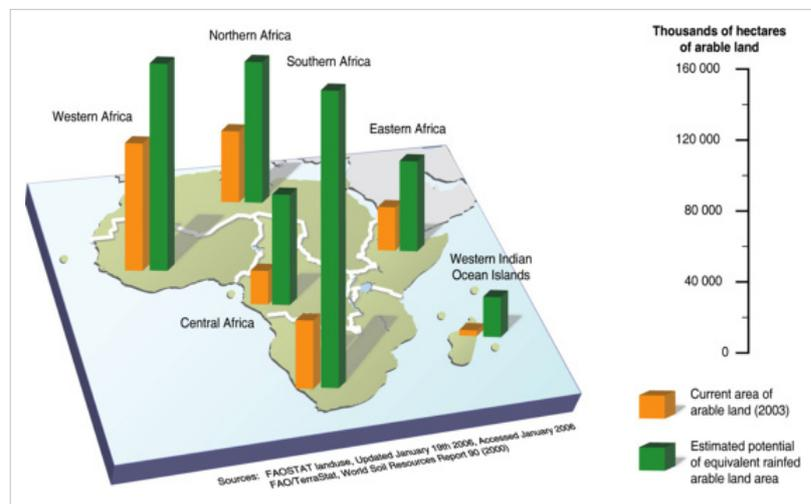 Northern Africa
Southern Africa
Western Africa
Eastern Africa
Western Indian
Ocean Islands
Central Africa
Thousands of hectares
of arable land
160 000
120 000
80 000
40 000
0
Current area of
arable land (2003)
Estimated potential
of equivalent rainfed
arable land area
Sources: FAOSTAT landuse, Updated January 19th 2006, Accessed January 2006
FAO/TerraStat, World Soil Resources Report 90 (2000)